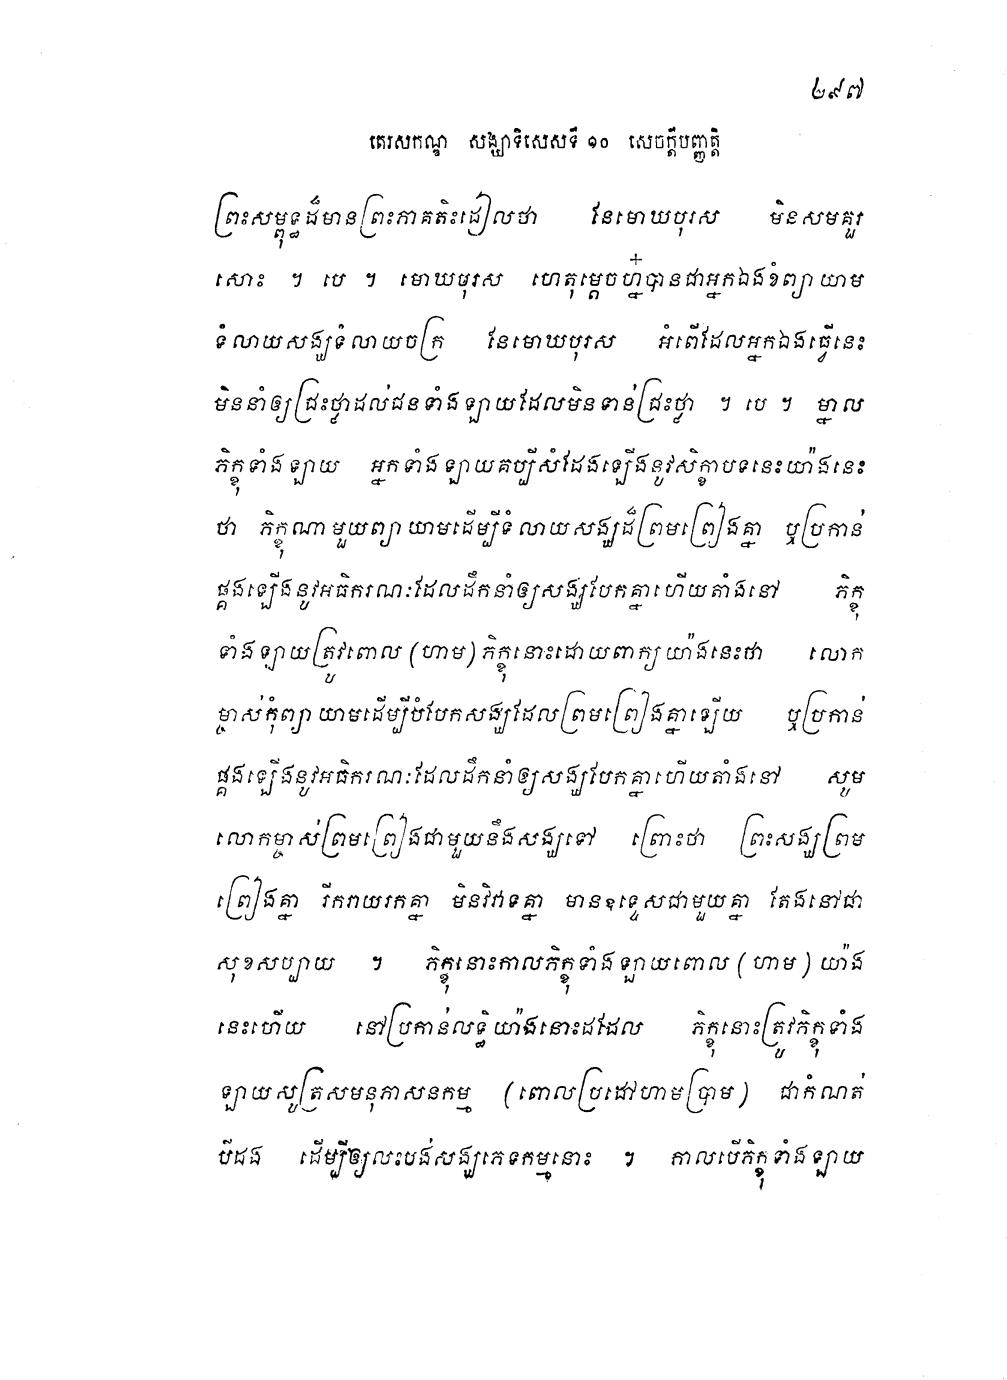 ២៩៧
តេរសកណ្ឌ សង្ឃាទិសេសទី ១០ សេចក្តីបញ្ញត្តិ
ព្រះសម្ពុទ្ធដ៏មានព្រះភាគតិះដៀលថា នែមោឃបុរស មិនសមគួរ
សោះ ។ បេ ។ មោឃបុរស ហេតុម្តេចហ៎្នបានជាអ្នកឯងខំព្យាយាម
ទំលាយសង្ឃទំលាយចក្រ នែមោឃបុរស អំពើដែលអ្នកឯងធ្វើនេះ
មិននាំឲ្យជ្រះថ្លាដល់ជនទាំងឡាយដែលមិនទាន់ជ្រះថ្លា ។ បេ ។ ម្នាល
ភិក្ខុទាំងឡាយ អ្នកទាំងឡាយគប្បីសំដែងឡើងនូវសិក្ខាបទនេះយ៉ាងនេះ
ថា ភិក្ខុណាមួយព្យាយាមដើម្បីទំលាយសង្ឃដ៏ព្រមព្រៀងគ្នា ឬប្រកាន់
ផ្គងឡើងនូវអធិករណៈដែលដឹកនាំឲ្យសង្ឃបែកគ្នាហើយតាំងនៅ ភិក្ខុ
ទាំងឡាយត្រូវពោល (ហាម) ភិក្ខុនោះដោយពាក្យយ៉ាងនេះថា លោក
ម្ចាស់កុំព្យាយាមដើម្បីបំបែកសង្ឃដែលព្រមព្រៀងគ្នាឡើយ ឬប្រកាន់
ផ្គងឡើងនូវអធិករណៈដែលដឹកនាំឲ្យសង្ឃបែកគ្នាហើយតាំងនៅ សូម
លោកម្ចាស់ព្រមព្រៀងជាមួយនឹងសង្ឃទៅ ព្រោះថា ព្រះសង្ឃព្រម
ព្រៀងគ្នា រីករាយរកគ្នា មិនវិវាទគ្នា មានឧទ្ទេសជាមួយគ្នា តែងនៅជា
សុខសប្បាយ ។ ភិក្ខុនោះកាលភិក្ខុទាំងឡាយពោល (ហាម) យ៉ាង
នេះហើយ នៅប្រកាន់លទ្ធិយ៉ាងនោះដដែល ភិក្ខុនោះត្រូវភិក្ខុទាំង
ឡាយសូត្រសមនុភាសនកម្ម (ពោលប្រដៅហាមប្រាម) ជាកំណត់
បីដង ដើម្បីឲ្យលះបង់សង្ឃភេទកម្មនោះ ។ កាលបើភិក្ខុទាំងឡាយ